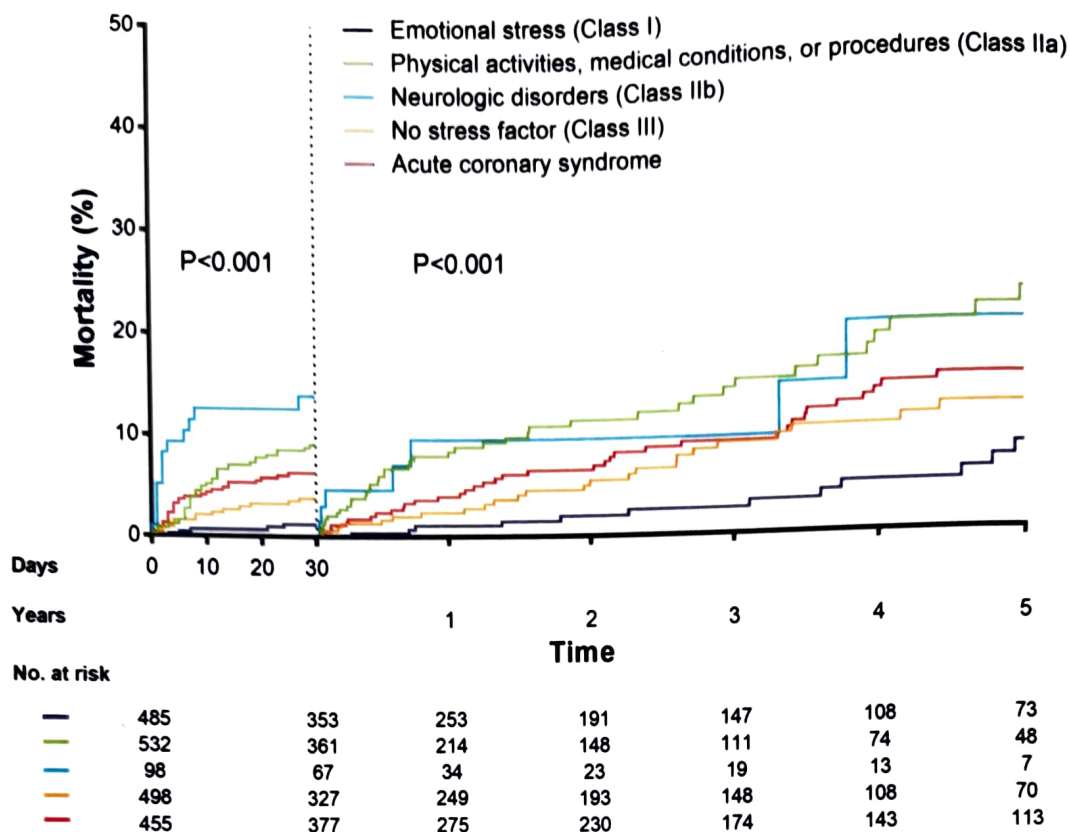 50
40
30
20
10
0
Mortality (%)
Emotional stress (Class I)
Physical activities, medical conditions, or procedures (Class IIa)
Neurologic disorders (Class IIb)
No stress factor (Class III)
Acute coronary syndrome
P<0.001 P<0.001
Days 0 10 20 30
Years 1 2 3 4 5
Time
No. at risk
485 353 253 191 147 108 73
532 361 214 148 111 74 48
98 67 34 23 19 13 7
498 327 249 193 148 108 70
455 377 275 230 174 143 113